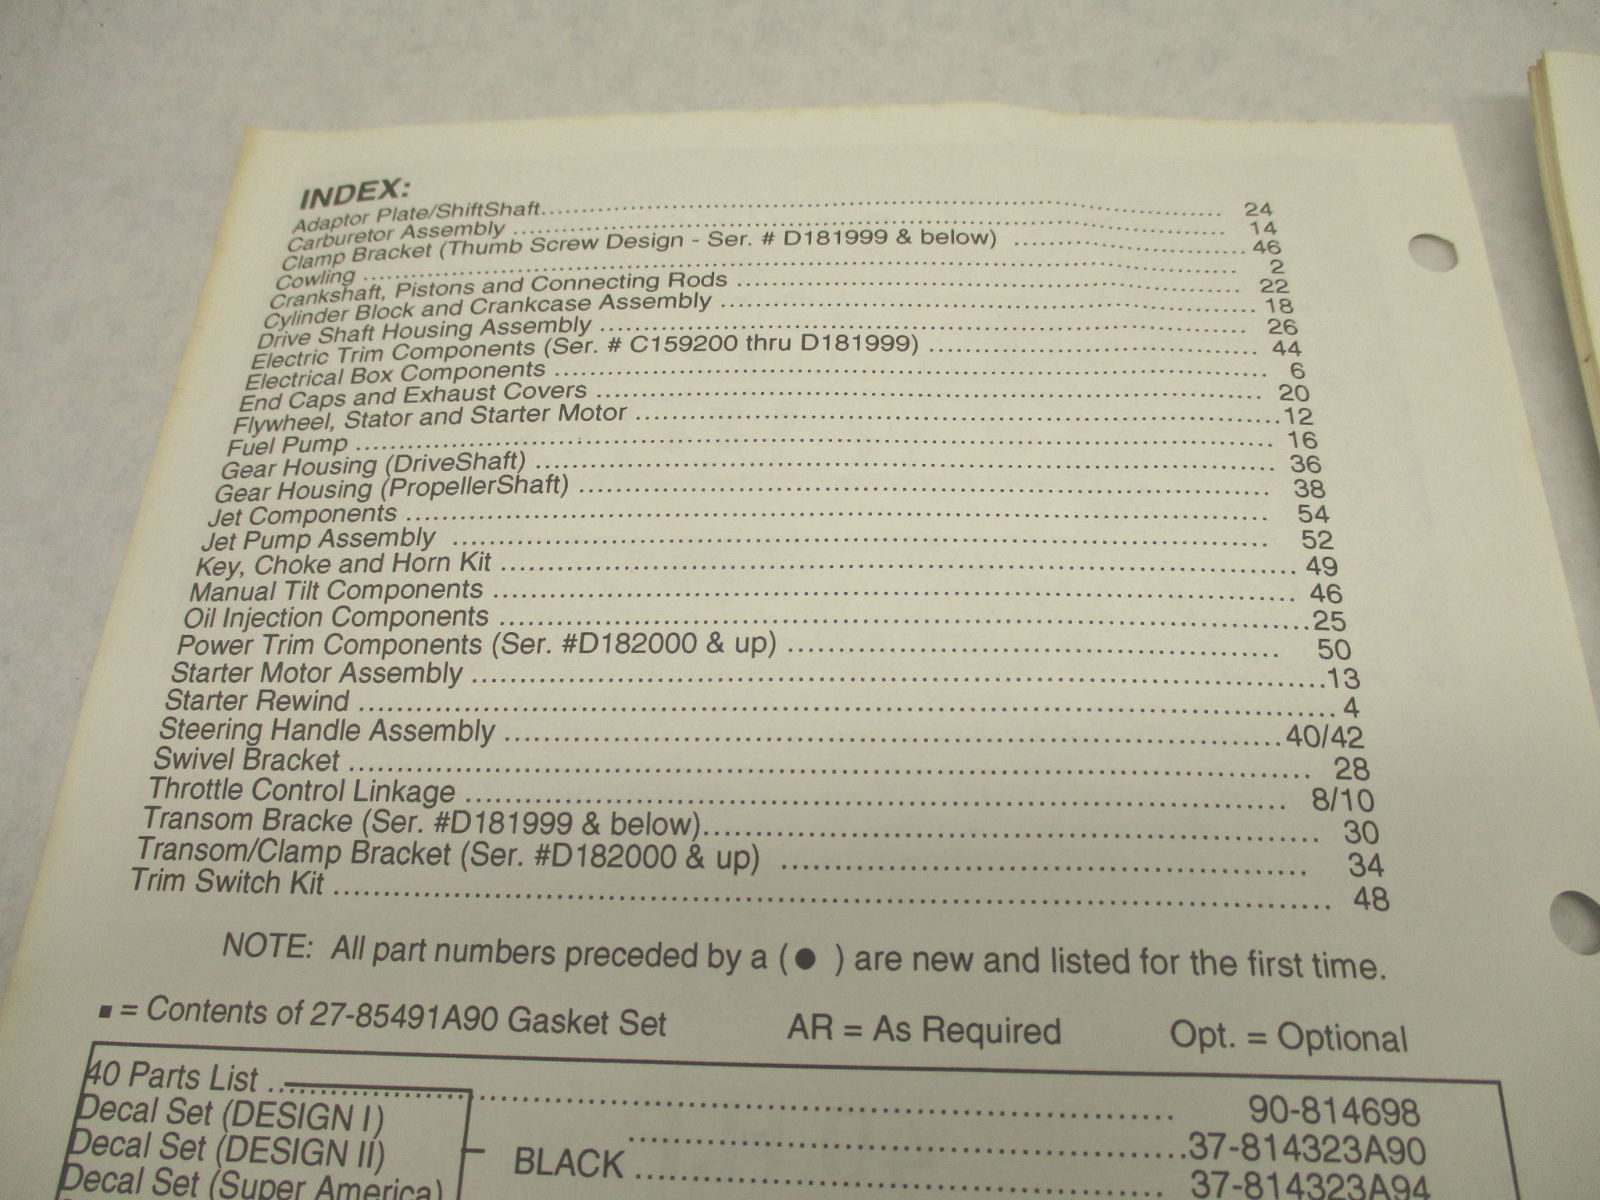 INDEX:
Adaptor Plate/ShiftShaft.......... 24
Carburetor Assembly .......... 14
Clamp Bracket (Thumb Screw Design - Ser. # D181999 & below) .......... 46
Cowling .......... 2
Crankshaft, Pistons and Connecting Rods .......... 22
Cylinder Block and Crankcase Assembly .......... 18
Drive Shaft Housing Assembly .......... 26
Electric Trim Components (Ser. # C159200 thru D181999) .......... 44
Electrical Box Components .......... 6
End Caps and Exhaust Covers .......... 20
Flywheel, Stator and Starter Motor .......... 12
Fuel Pump .......... 16
Gear Housing (DriveShaft) .......... 36
Gear Housing (PropellerShaft) .......... 38
Jet Components .......... 54
Jet Pump Assembly .......... 52
Key, Choke and Horn Kit .......... 49
Manual Tilt Components .......... 46
Oil Injection Components .......... 25
Power Trim Components (Ser. #D182000 & up) .......... 50
Starter Motor Assembly .......... 13
Starter Rewind .......... 4
Steering Handle Assembly .......... 40/42
Swivel Bracket .......... 28
Throttle Control Linkage .......... 8/10
Transom Bracke (Ser. #D181999 & below).......... 30
Transom/Clamp Bracket (Ser. #D182000 & up) .......... 34
Trim Switch Kit .......... 48
NOTE: All part numbers preceded by a ( ● ) are new and listed for the first time.
■ = Contents of 27-85491A90 Gasket Set AR = As Required Opt. = Optional
40 Parts List .......... 90-814698
Decal Set (DESIGN I) .......... 37-814323A90
Decal Set (DESIGN II) BLACK .......... 37-814323A94
Decal Set (Super America)